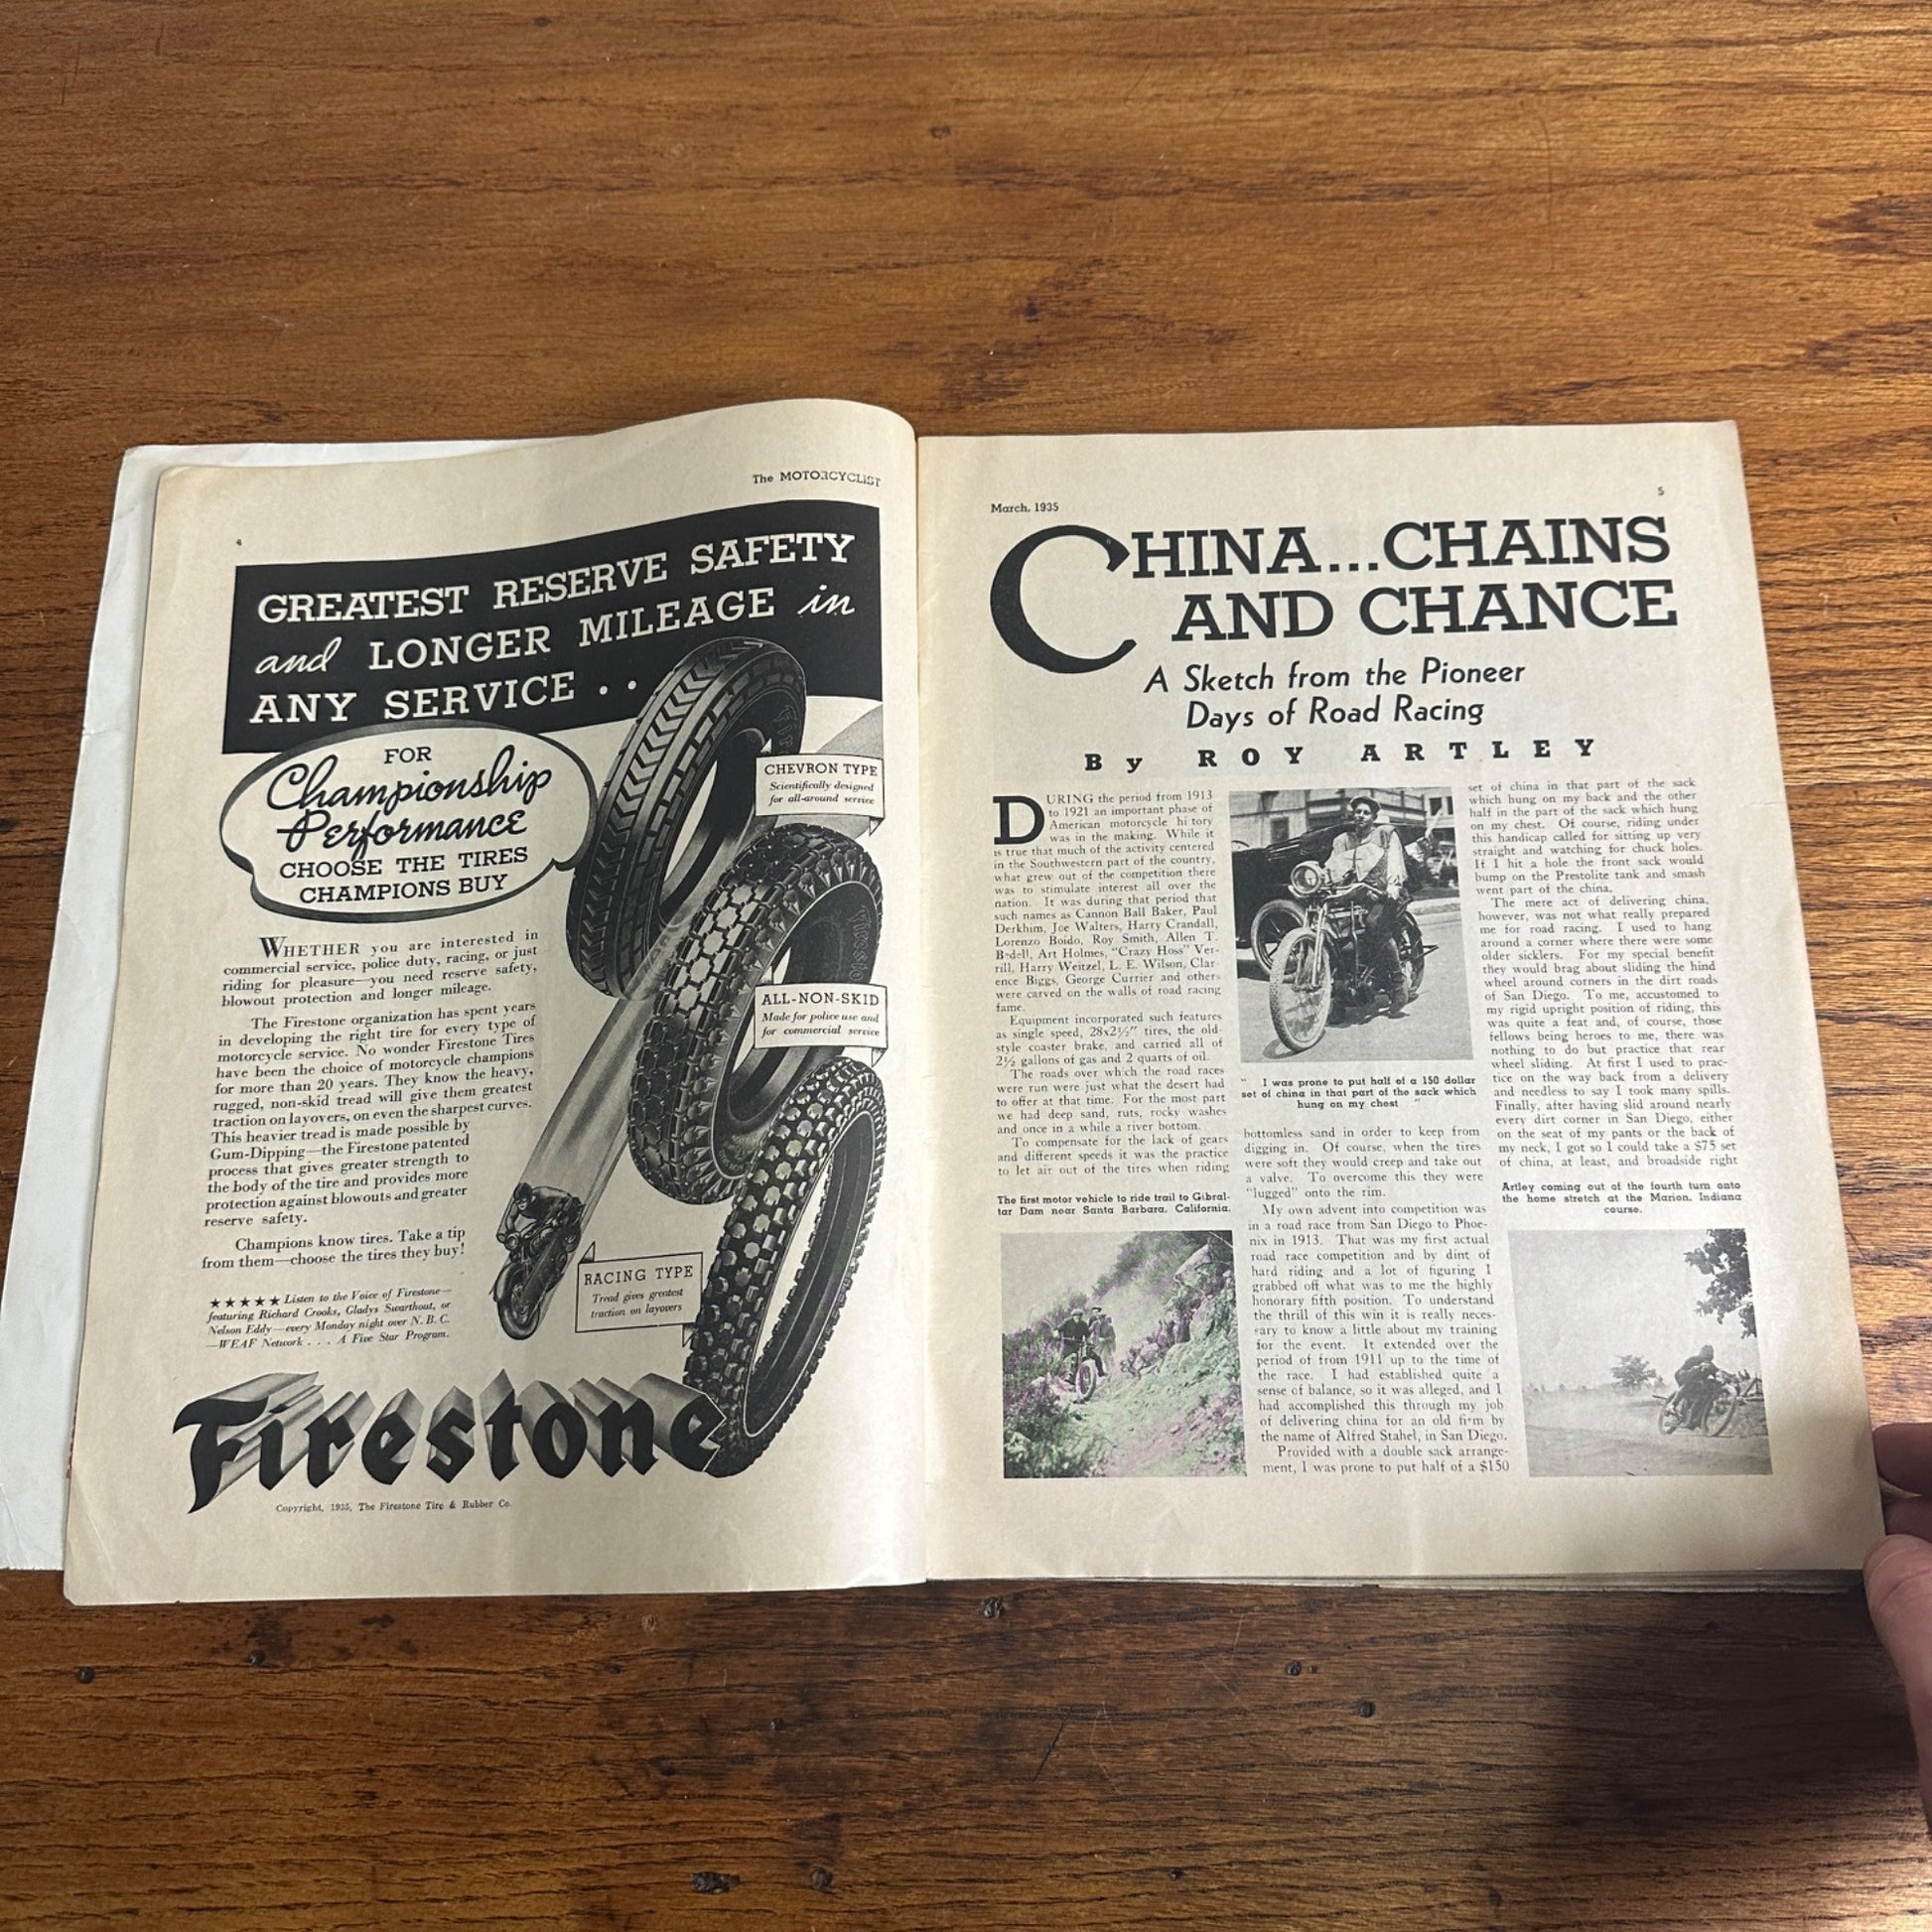 The MOTORCYCLIST
4
GREATEST RESERVE SAFETY
and LONGER MILEAGE in
ANY SERVICE . .
FOR
Championship
Performance
CHOOSE THE TIRES
CHAMPIONS BUY
CHEVRON TYPE
Scientifically designed
for all-around service
WHETHER you are interested in
commercial service, police duty, racing, or just
riding for pleasure—you need reserve safety,
blowout protection and longer mileage.
The Firestone organization has spent years
in developing the right tire for every type of
motorcycle service. No wonder Firestone Tires
have been the choice of motorcycle champions
for more than 20 years. They know the heavy,
rugged, non-skid tread will give them greatest
traction on layovers, on even the sharpest curves.
This heavier tread is made possible by
Gum-Dipping—the Firestone patented
process that gives greater strength to
the body of the tire and provides more
protection against blowouts and greater
reserve safety.
Champions know tires. Take a tip
from them—choose the tires they buy!
ALL-NON-SKID
Made for police use and
for commercial service
Firestone
RACING TYPE
Tread gives greatest
traction on layovers
★★★★★ Listen to the Voice of Firestone—
featuring Richard Crooks, Gladys Swarthout, or
Nelson Eddy—every Monday night over N. B. C.
—WEAF Network . . . A Five Star Program.
Firestone
Copyright, 1935, The Firestone Tire & Rubber Co.
March, 1935
5
CHINA...CHAINS
AND CHANCE
A Sketch from the Pioneer
Days of Road Racing
By ROY ARTLEY
DURING the period from 1913
to 1921 an important phase of
American motorcycle hi tory
was in the making. While it
is true that much of the activity centered
in the Southwestern part of the country,
what grew out of the competition there
was to stimulate interest all over the
nation. It was during that period that
such names as Cannon Ball Baker, Paul
Derkhim, Joe Walters, Harry Crandall,
Lorenzo Boido, Roy Smith, Allen T.
Bedell, Art Holmes, "Crazy Hoss" Ver-
rill, Harry Weitzel, L. E. Wilson, Clar-
ence Biggs, George Currier and others
were carved on the walls of road racing
fame.
Equipment incorporated such features
as single speed, 28x2½" tires, the old-
style coaster brake, and carried all of
2½ gallons of gas and 2 quarts of oil.
The roads over which the road races
were run were just what the desert had
to offer at that time. For the most part
we had deep sand, ruts, rocky washes
and once in a while a river bottom.
To compensate for the lack of gears
and different speeds it was the practice
to let air out of the tires when riding
The first motor vehicle to ride trail to Gibral-
tar Dam near Santa Barbara, California.
" I was prone to put half of a 150 dollar
set of china in that part of the sack which
hung on my chest "
bottomless sand in order to keep from
digging in. Of course, when the tires
were soft they would creep and take out
a valve. To overcome this they were
"lugged" onto the rim.
My own advent into competition was
in a road race from San Diego to Phoe-
nix in 1913. That was my first actual
road race competition and by dint of
hard riding and a lot of figuring I
grabbed off what was to me the highly
honorary fifth position. To understand
the thrill of this win it is really neces-
sary to know a little about my training
for the event. It extended over the
period of from 1911 up to the time of
the race. I had established quite a
sense of balance, so it was alleged, and I
had accomplished this through my job
of delivering china for an old firm by
the name of Alfred Stahel, in San Diego.
Provided with a double sack arrange-
ment, I was prone to put half of a $150
set of china in that part of the sack
which hung on my back and the other
half in the part of the sack which hung
on my chest. Of course, riding under
this handicap called for sitting up very
straight and watching for chuck holes.
If I hit a hole the front sack would
bump on the Prestolite tank and smash
went part of the china.
The mere act of delivering china,
however, was not what really prepared
me for road racing. I used to hang
around a corner where there were some
older sicklers. For my special benefit
they would brag about sliding the hind
wheel around corners in the dirt roads
of San Diego. To me, accustomed to
my rigid upright position of riding, this
was quite a feat and, of course, those
fellows being heroes to me, there was
nothing to do but practice that rear
wheel sliding. At first I used to prac-
tice on the way back from a delivery
and needless to say I took many spills.
Finally, after having slid around nearly
every dirt corner in San Diego, either
on the seat of my pants or the back of
my neck, I got so I could take a $75 set
of china, at least, and broadside right
Artley coming out of the fourth turn onto
the home stretch at the Marion, Indiana
course.